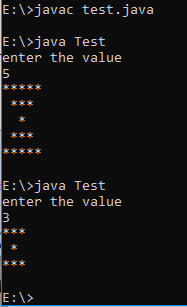 E:\>javac test.java
E:\>java Test
enter the value
5
*****
 ***
  *
 ***
*****
E:\>java Test
enter the value
3
***
 *
***
E:\>